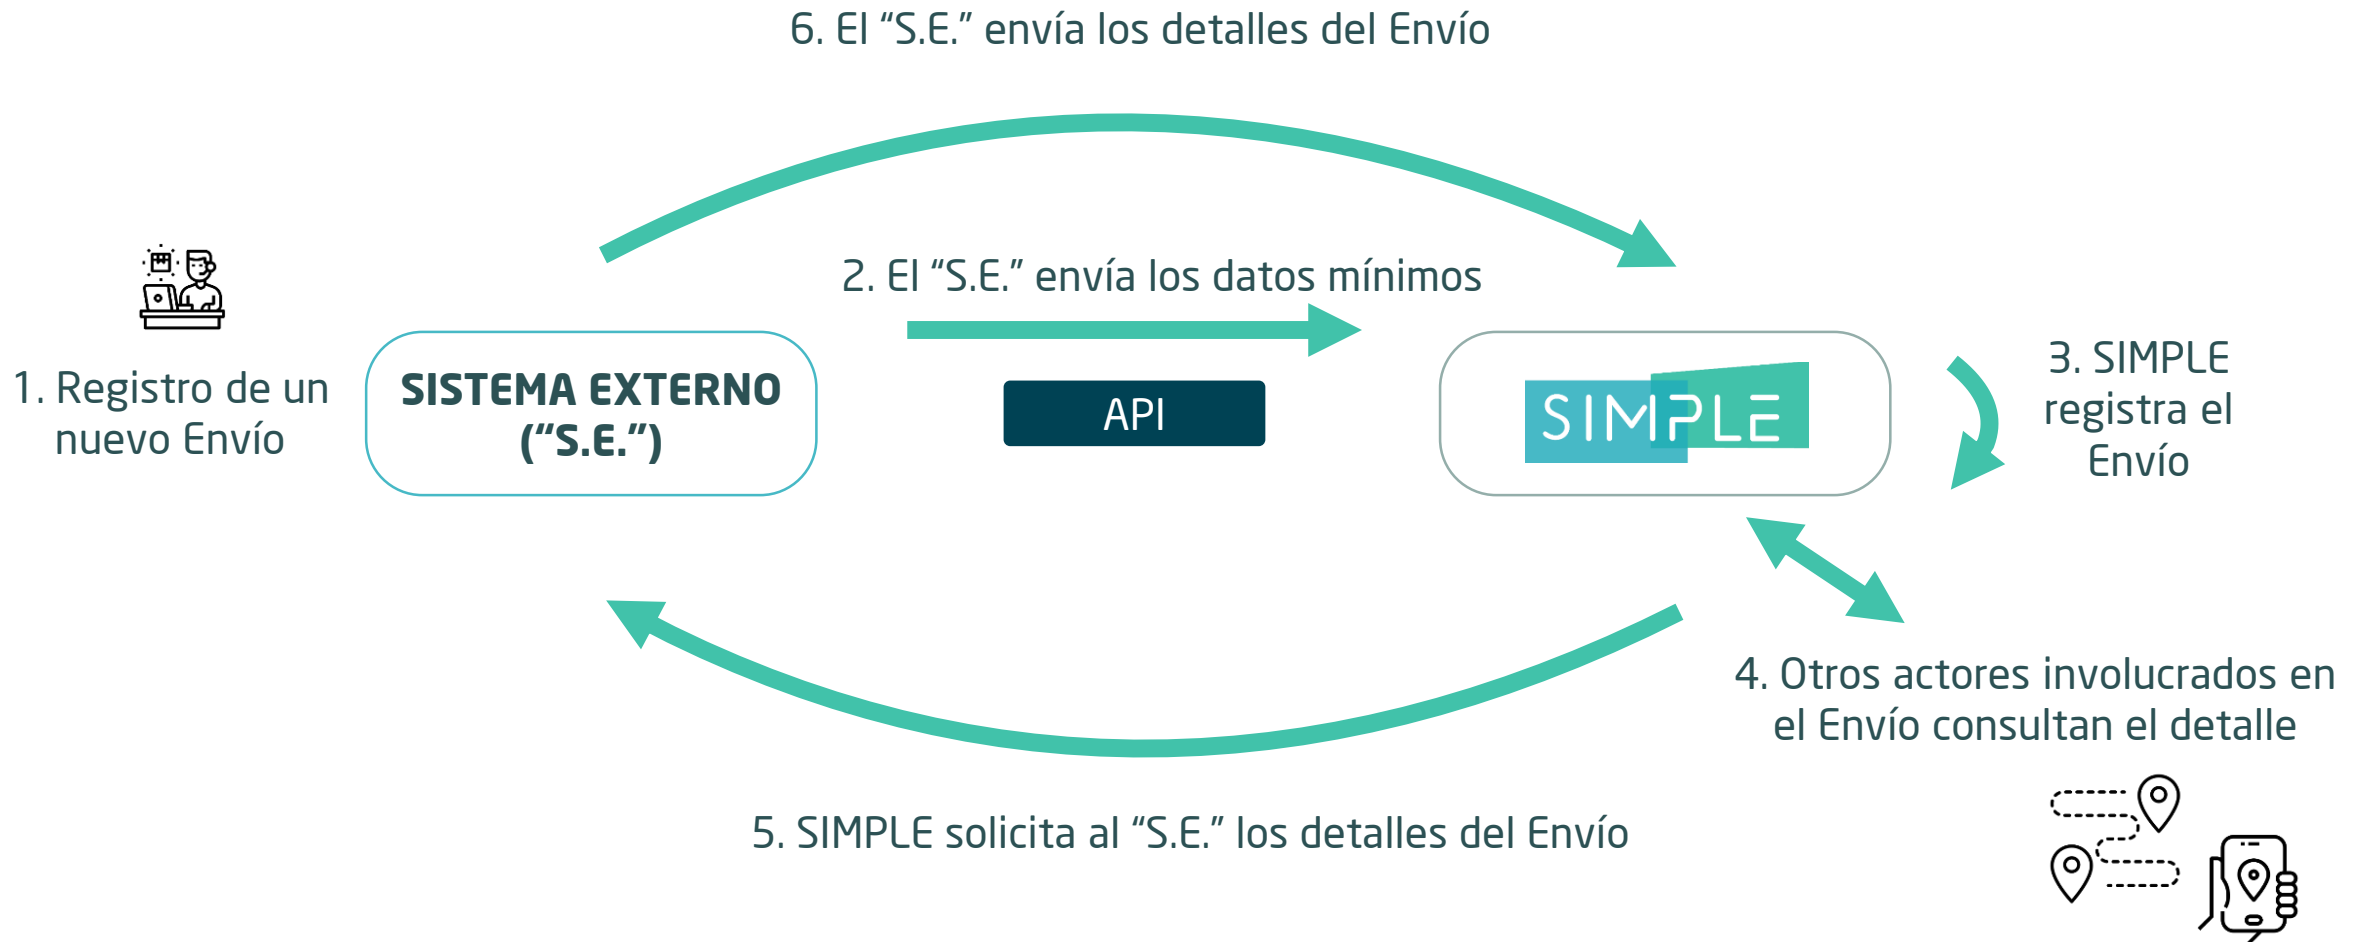 6. El “S.E.” envía los detalles del Envío
2. El “S.E.” envía los datos mínimos
1. Registro de un
nuevo Envío
SISTEMA EXTERNO
(“S.E.”)
API
SIMPLE
3. SIMPLE
registra el
Envío
4. Otros actores involucrados en
el Envío consultan el detalle
5. SIMPLE solicita al “S.E.” los detalles del Envío